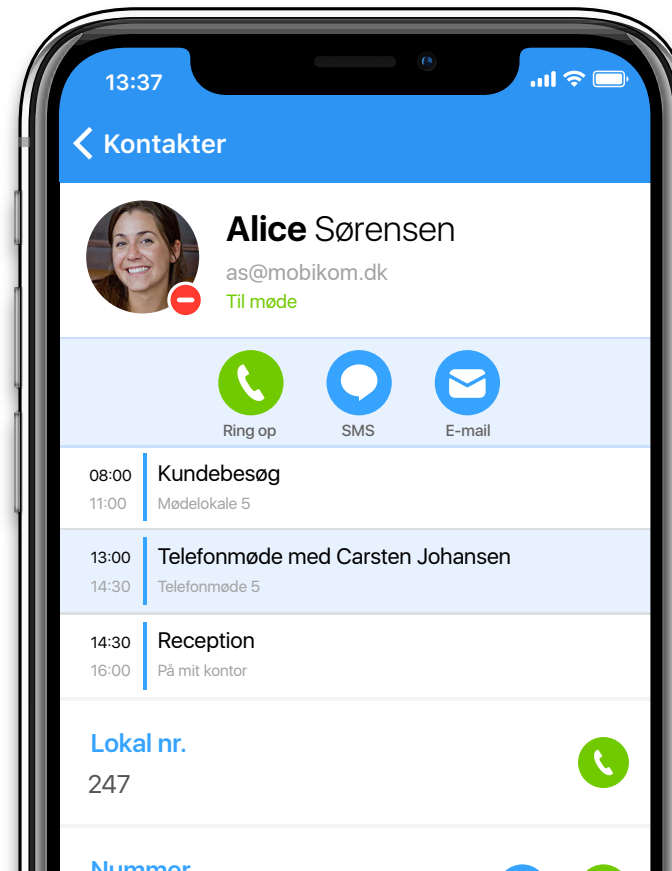 13:37
Kontakter
Alice Sørensen
as@mobikom.dk
Til møde
Ring op
SMS
E-mail
08:00 Kundebesøg
11:00 Mødelokale 5
13:00 Telefonmøde med Carsten Johansen
14:30 Telefonmøde 5
14:30 Reception
16:00 På mit kontor
Lokal nr.
247
Nummer